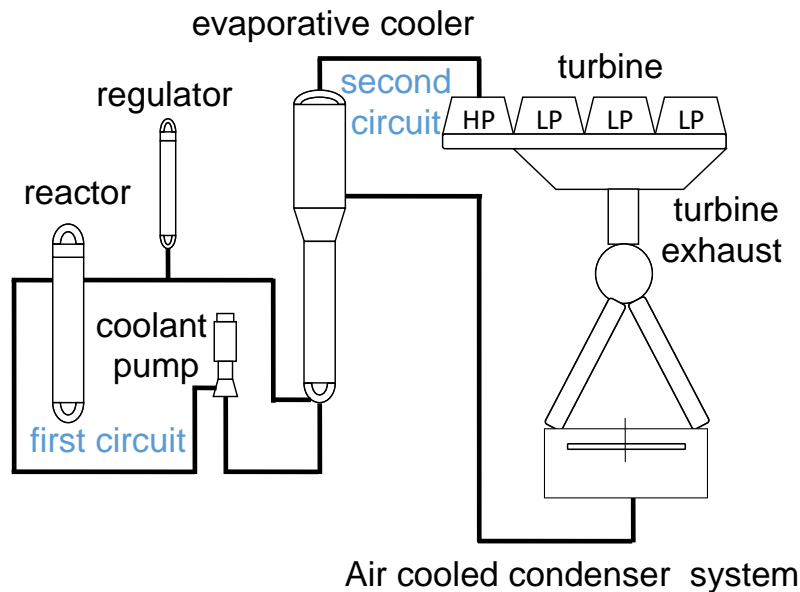 evaporative cooler
second
circuit
turbine
regulator
HP LP LP LP
reactor
turbine
exhaust
coolant
pump
first circuit
Air cooled condenser system